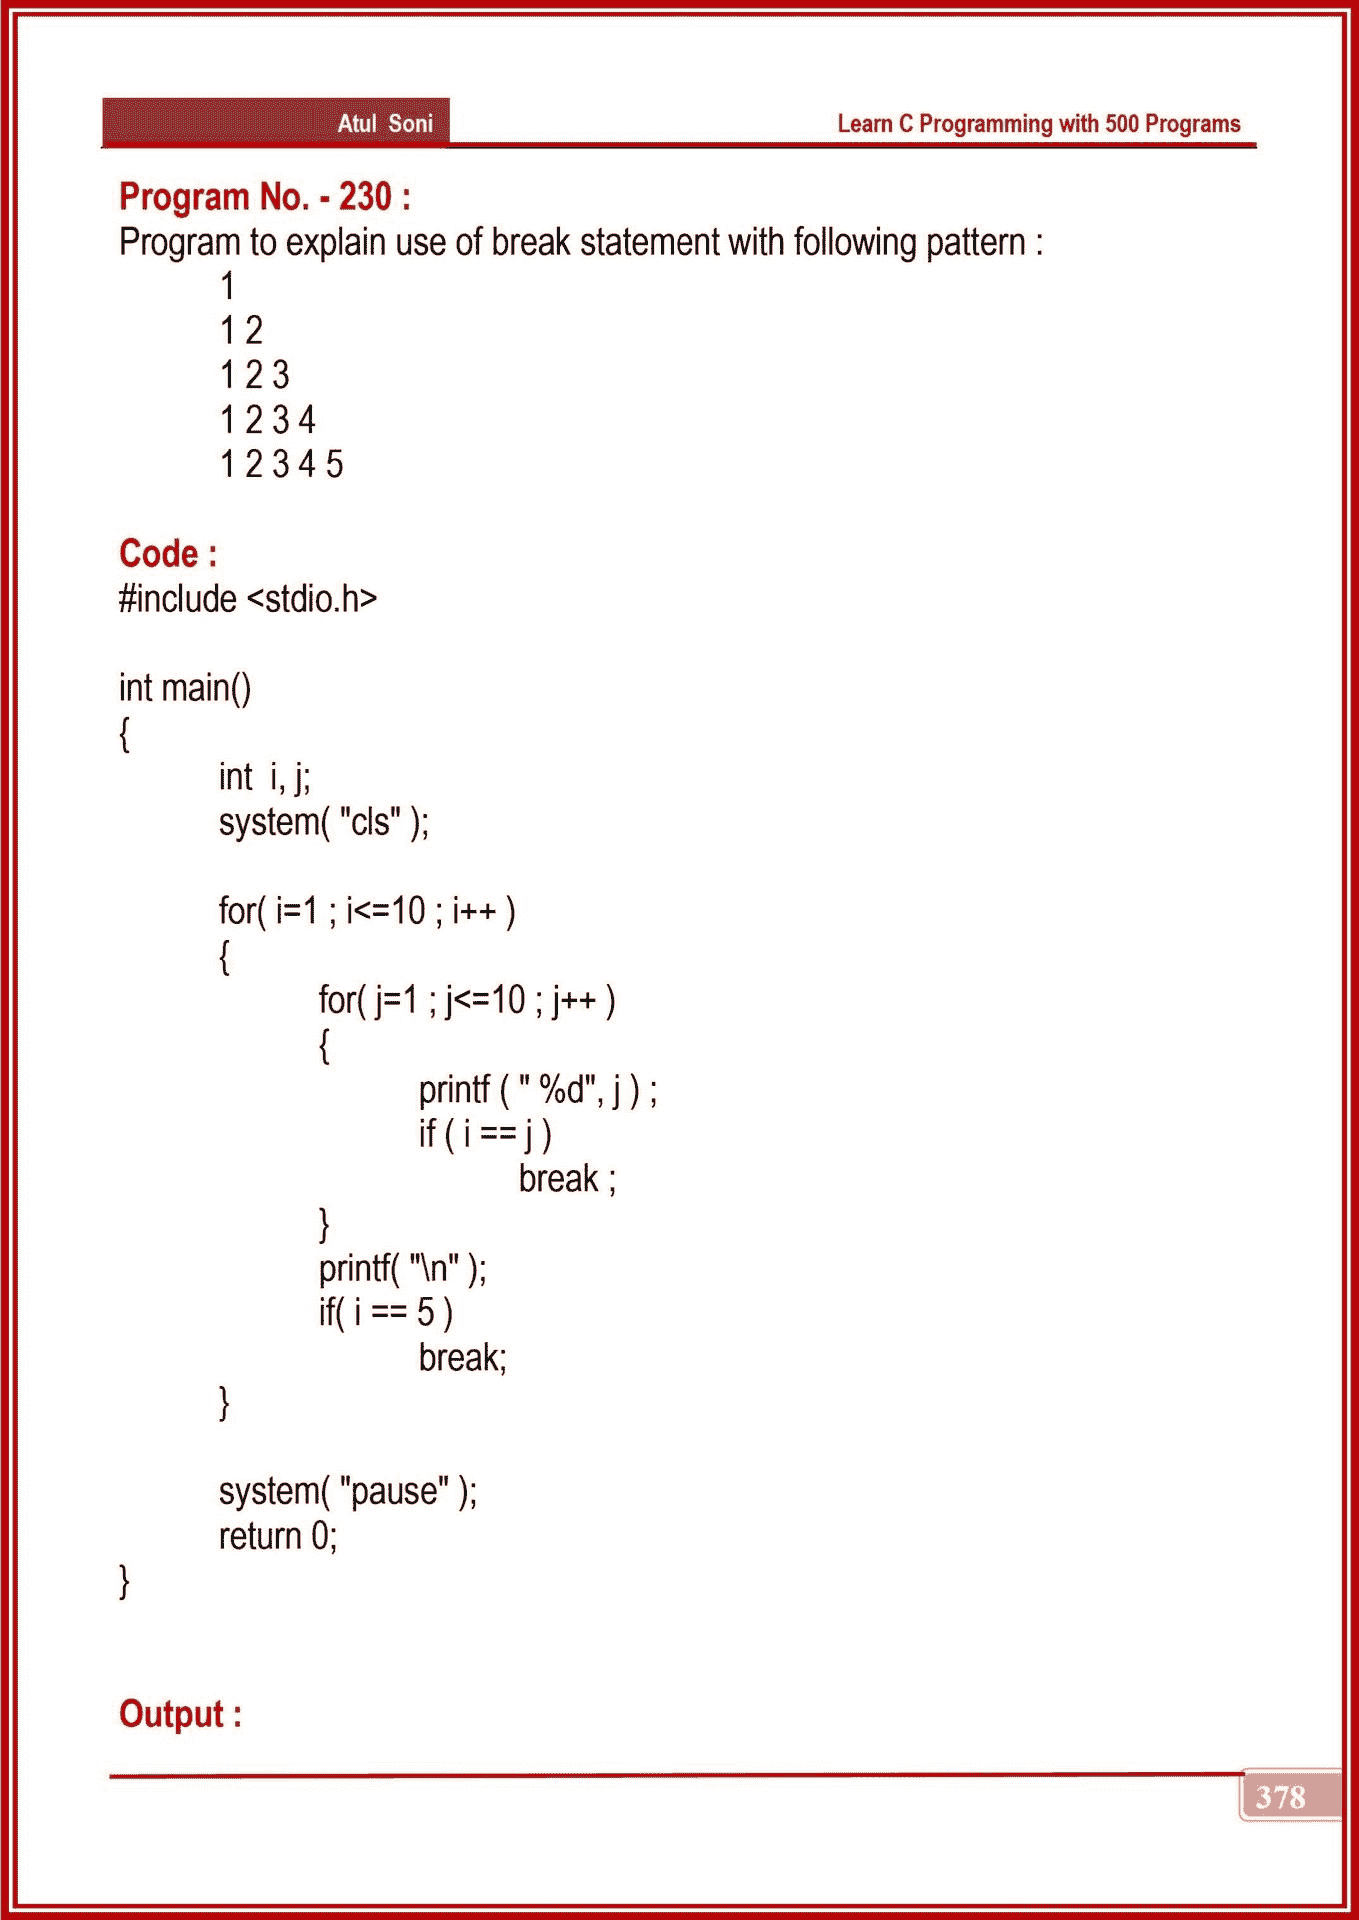 Atul Soni
Learn C Programming with 500 Programs
Program No. - 230 :
Program to explain use of break statement with following pattern :
1
1 2
1 2 3
1 2 3 4
1 2 3 4 5
Code :
#include <stdio.h>
int main()
{
int i, j;
system( "cls" );
for( i=1 ; i<=10 ; i++ )
{
for( j=1 ; j<=10 ; j++ )
{
printf ( " %d", j ) ;
if ( i == j )
break ;
}
printf( "\n" );
if( i == 5 )
break;
}
system( "pause" );
return 0;
}
Output :
378